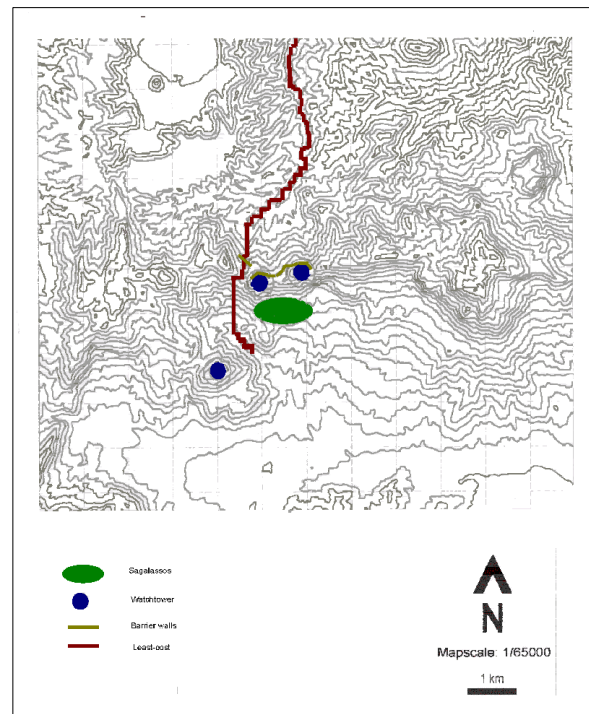 Sagalassos
Watchtower
Barrier walls
Least-cost
N
Mapscale: 1/65000
1 km